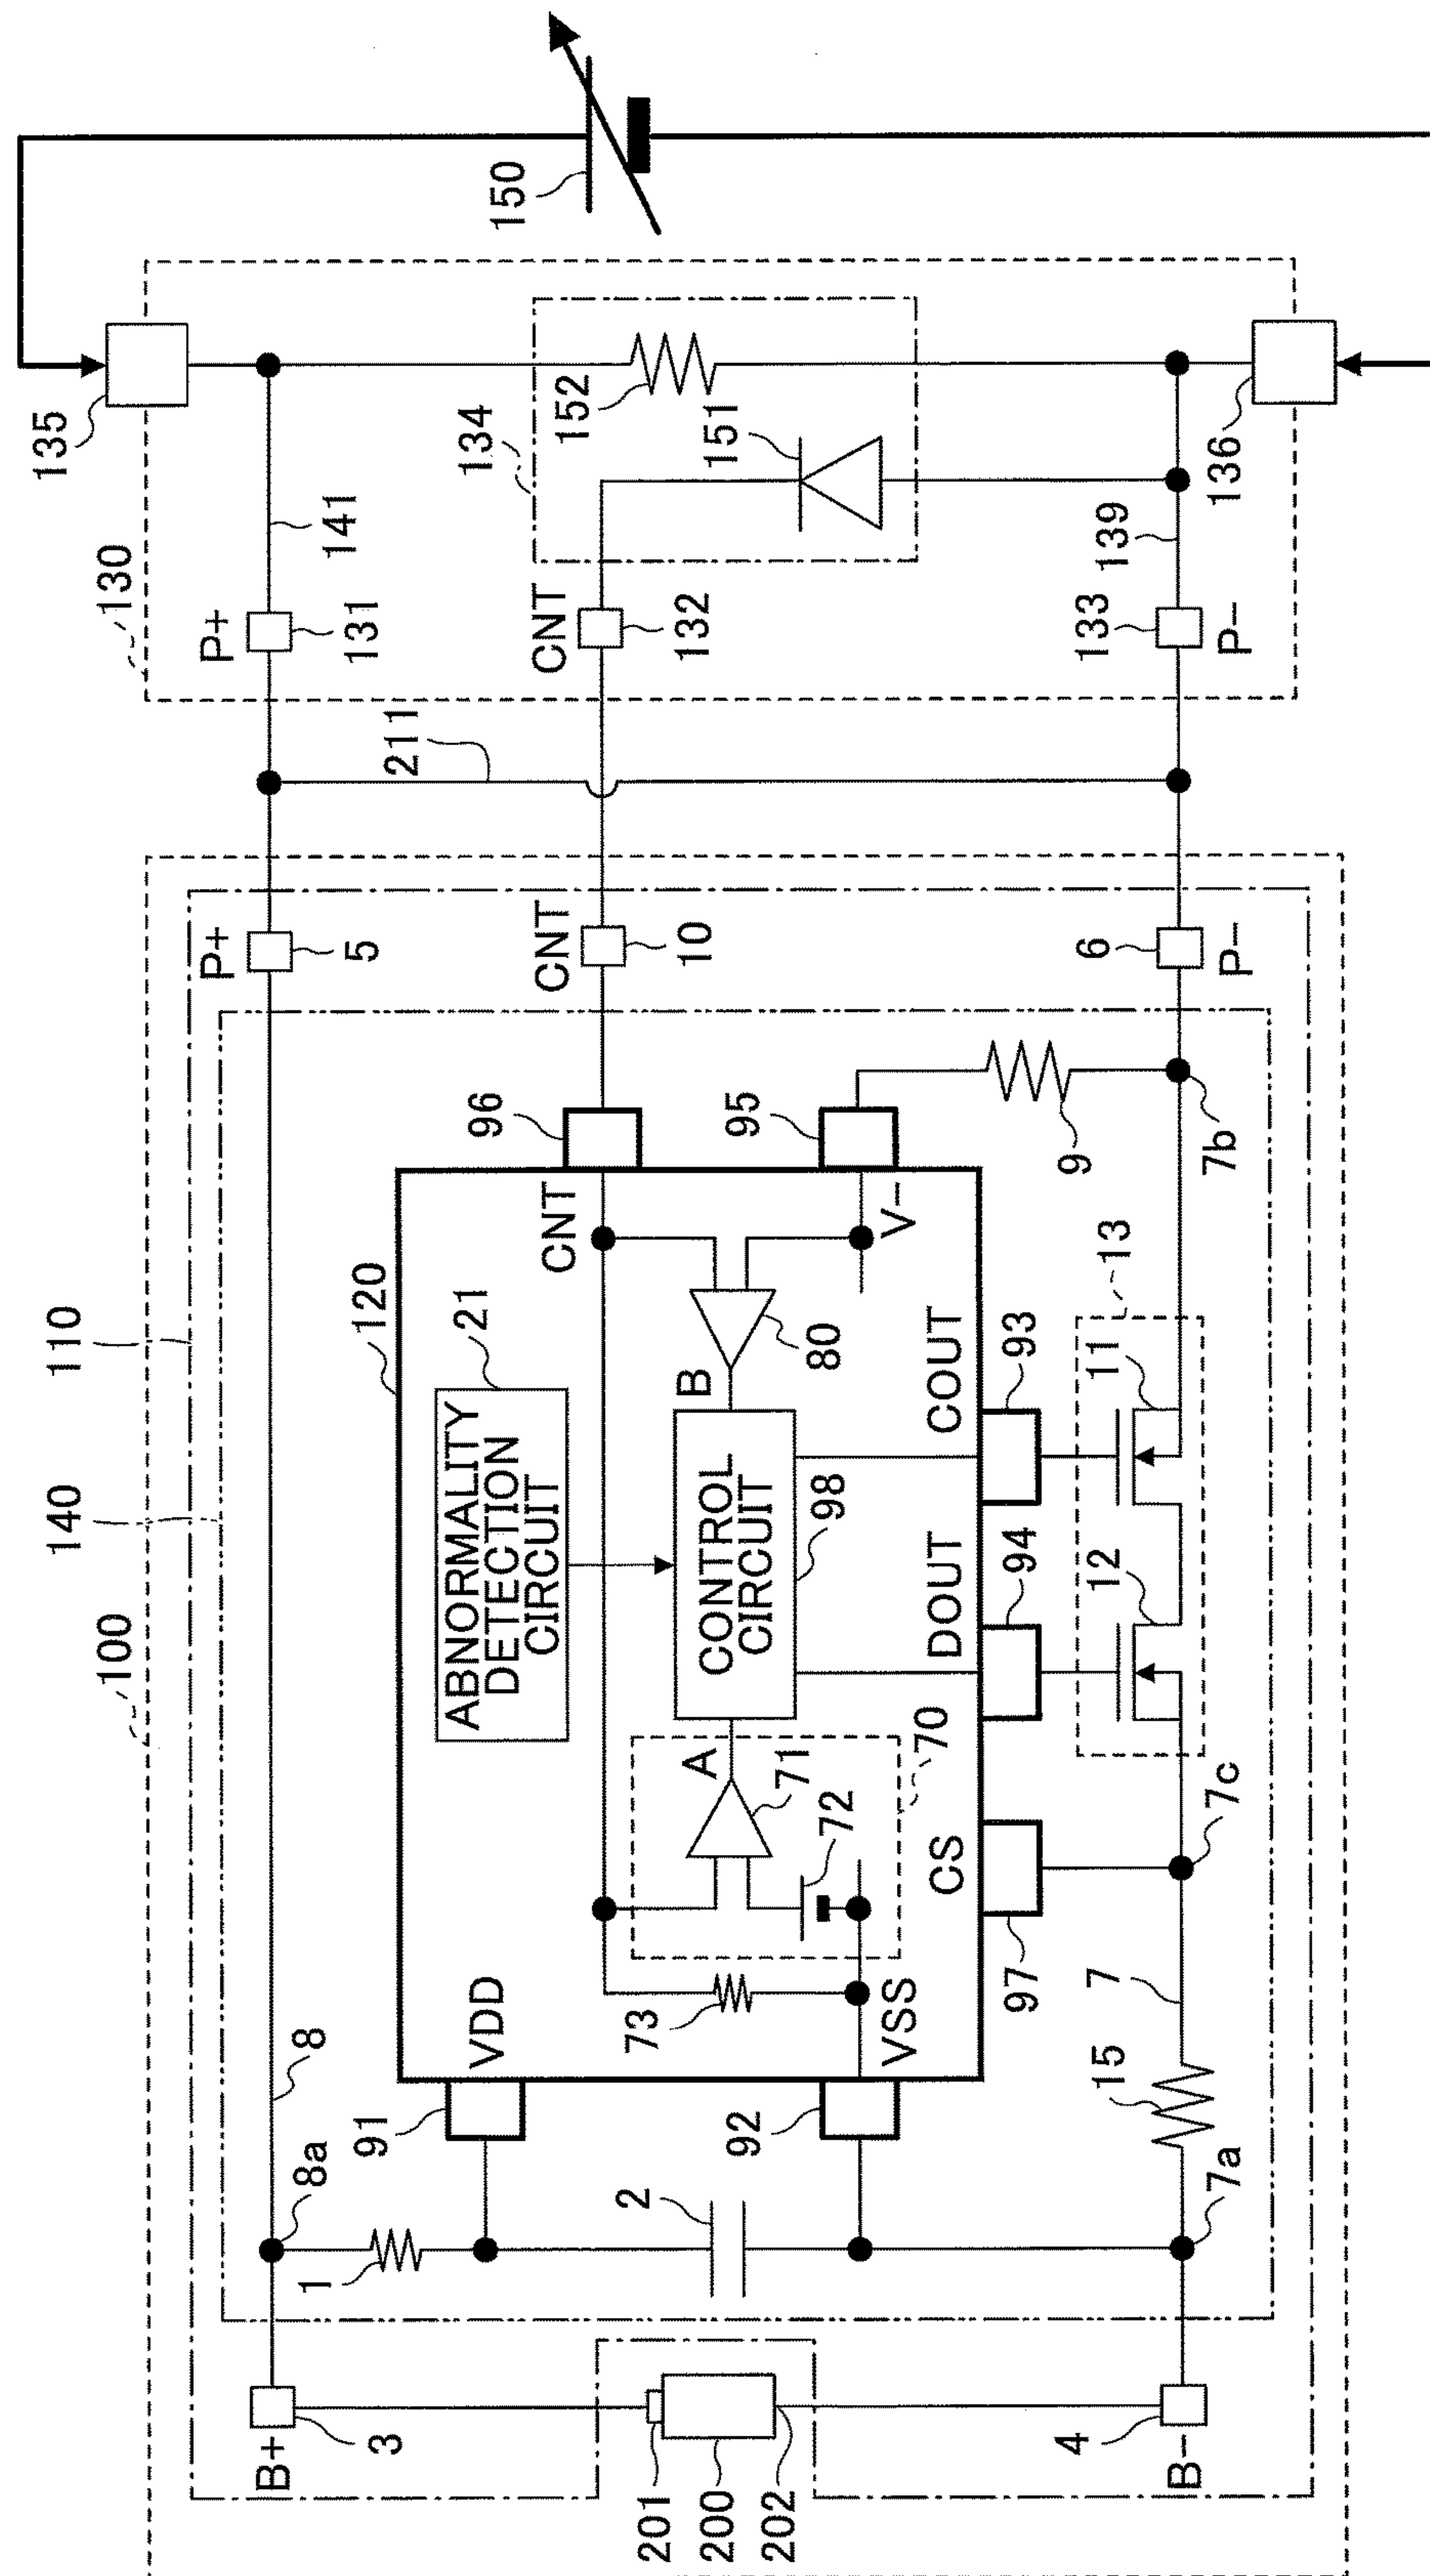 100
110
140
130
B+
3
8a
8
P+
5
P+
131
141
135
150
201
200
202
1
2
91
VDD
120
ABNORMALITY
DETECTION
CIRCUIT
21
CNT
96
CNT
10
CNT
132
134
152
151
211
73
A
71
72
70
CONTROL
CIRCUIT
98
B
80
V−
95
92
VSS
CS
97
DOUT
94
COUT
93
9
B−
4
7a
15
7
7c
12
11
13
7b
6
P−
133
P−
139
136